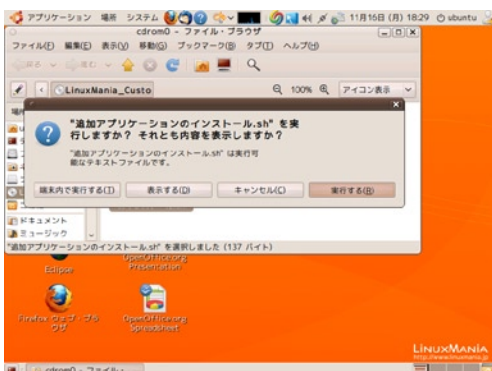 アプリケーション 場所 システム 11月16日 (月) 18:29 ubuntu
cdrom0 - ファイル・ブラウザ
ファイル(F) 編集(E) 表示(V) 移動(G) ブックマーク(B) タブ(T) ヘルプ(H)
戻る 進む
LinuxMania_Custo 100% アイコン表示
"追加アプリケーションのインストール.sh" を実
行しますか？ それとも内容を表示しますか？
"追加アプリケーションのインストール.sh" は実行可
能なテキストファイルです。
端末内で実行する(T) 表示する(D) キャンセル(C) 実行する(R)
ドキュメント
ミュージック
"追加アプリケーションのインストール.sh" を選択しました (137 バイト)
Eclipse
OpenOffice.org
Presentation
Firefox ウェブ・ブラ
ウザ
OpenOffice.org
Spreadsheet
LINUXMANIA
http://www.linuxmania.jp